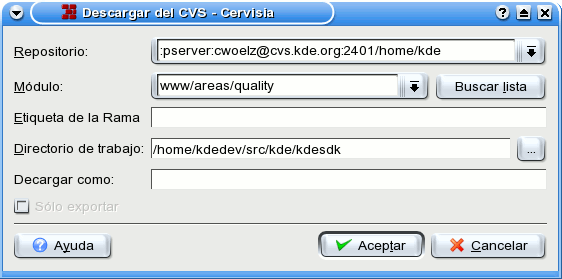 Descargar del CVS - Cervisia
Repositorio: :pserver:cwoelz@cvs.kde.org:2401/home/kde
Módulo: www/areas/quality Buscar lista
Etiqueta de la Rama
Directorio de trabajo: /home/kdedev/src/kde/kdesdk ...
Decargar como:
Sólo exportar
Ayuda Aceptar Cancelar